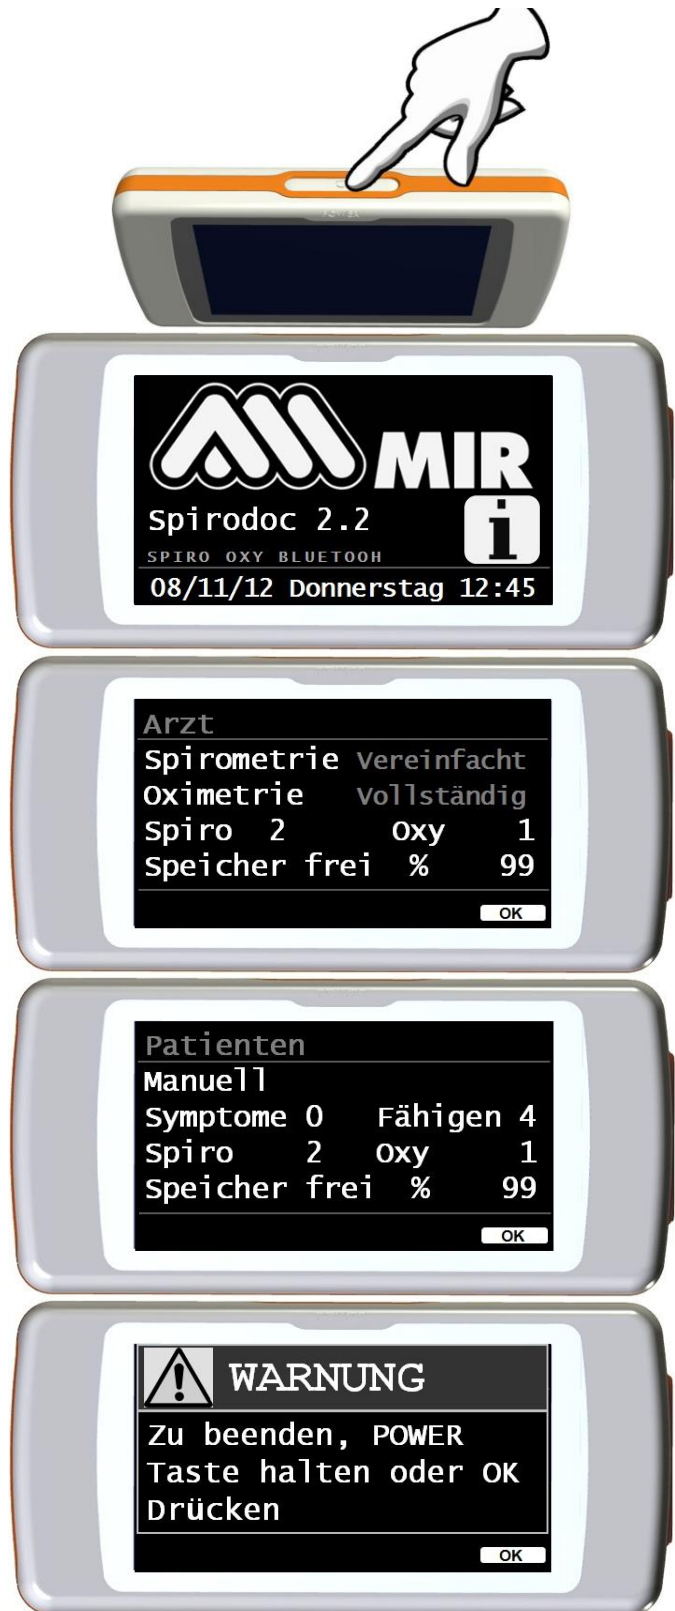 MIR
Spirodoc 2.2
i
SPIRO OXY BLUETOOH
08/11/12 Donnerstag 12:45
Arzt
Spirometrie Vereinfacht
Oximetrie Vollständig
Spiro 2 Oxy 1
Speicher frei % 99
OK
Patienten
Manuell
Symptome 0 Fähigen 4
Spiro 2 Oxy 1
Speicher frei % 99
OK
WARNUNG
Zu beenden, POWER
Taste halten oder OK
Drücken
OK